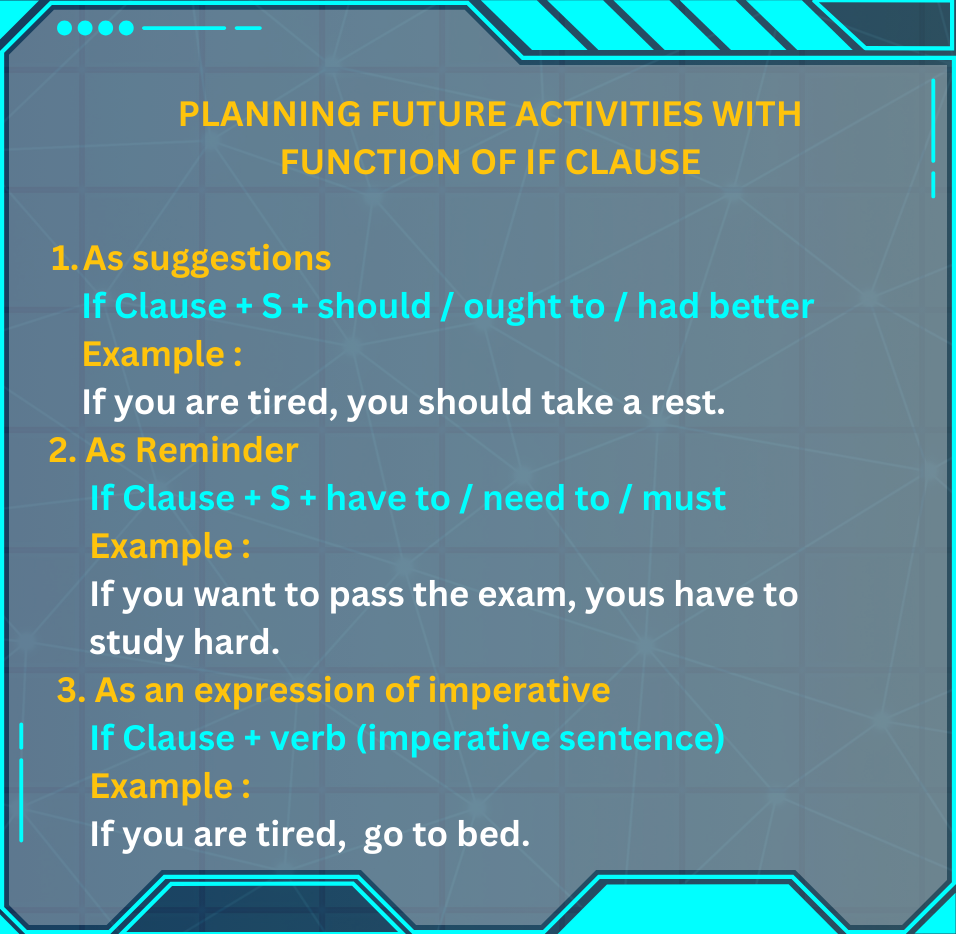 PLANNING FUTURE ACTIVITIES WITH
FUNCTION OF IF CLAUSE
1. As suggestions
If Clause + S + should / ought to / had better
Example :
If you are tired, you should take a rest.
2. As Reminder
If Clause + S + have to / need to / must
Example :
If you want to pass the exam, yous have to
study hard.
3. As an expression of imperative
If Clause + verb (imperative sentence)
Example :
If you are tired,  go to bed.